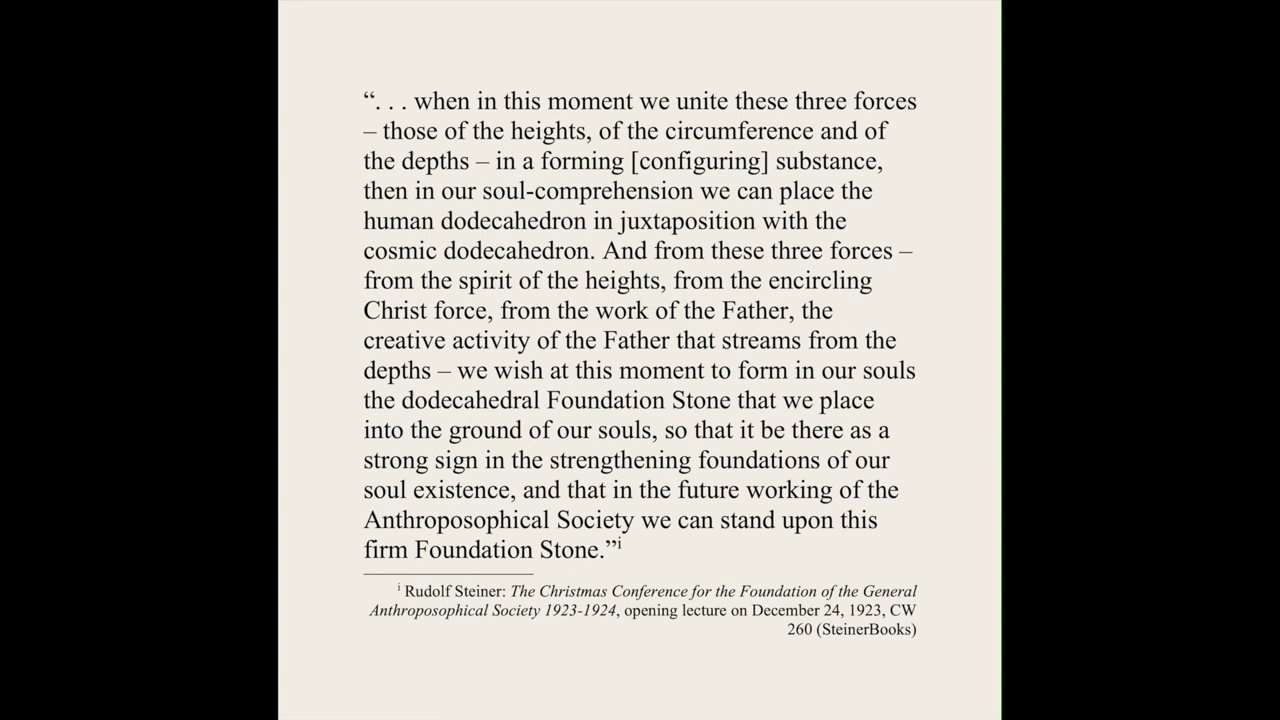 “. . . when in this moment we unite these three forces
– those of the heights, of the circumference and of
the depths – in a forming [configuring] substance,
then in our soul-comprehension we can place the
human dodecahedron in juxtaposition with the
cosmic dodecahedron. And from these three forces –
from the spirit of the heights, from the encircling
Christ force, from the work of the Father, the
creative activity of the Father that streams from the
depths – we wish at this moment to form in our souls
the dodecahedral Foundation Stone that we place
into the ground of our souls, so that it be there as a
strong sign in the strengthening foundations of our
soul existence, and that in the future working of the
Anthroposophical Society we can stand upon this
firm Foundation Stone.”i
i Rudolf Steiner: The Christmas Conference for the Foundation of the General
Anthroposophical Society 1923-1924, opening lecture on December 24, 1923, CW
260 (SteinerBooks)